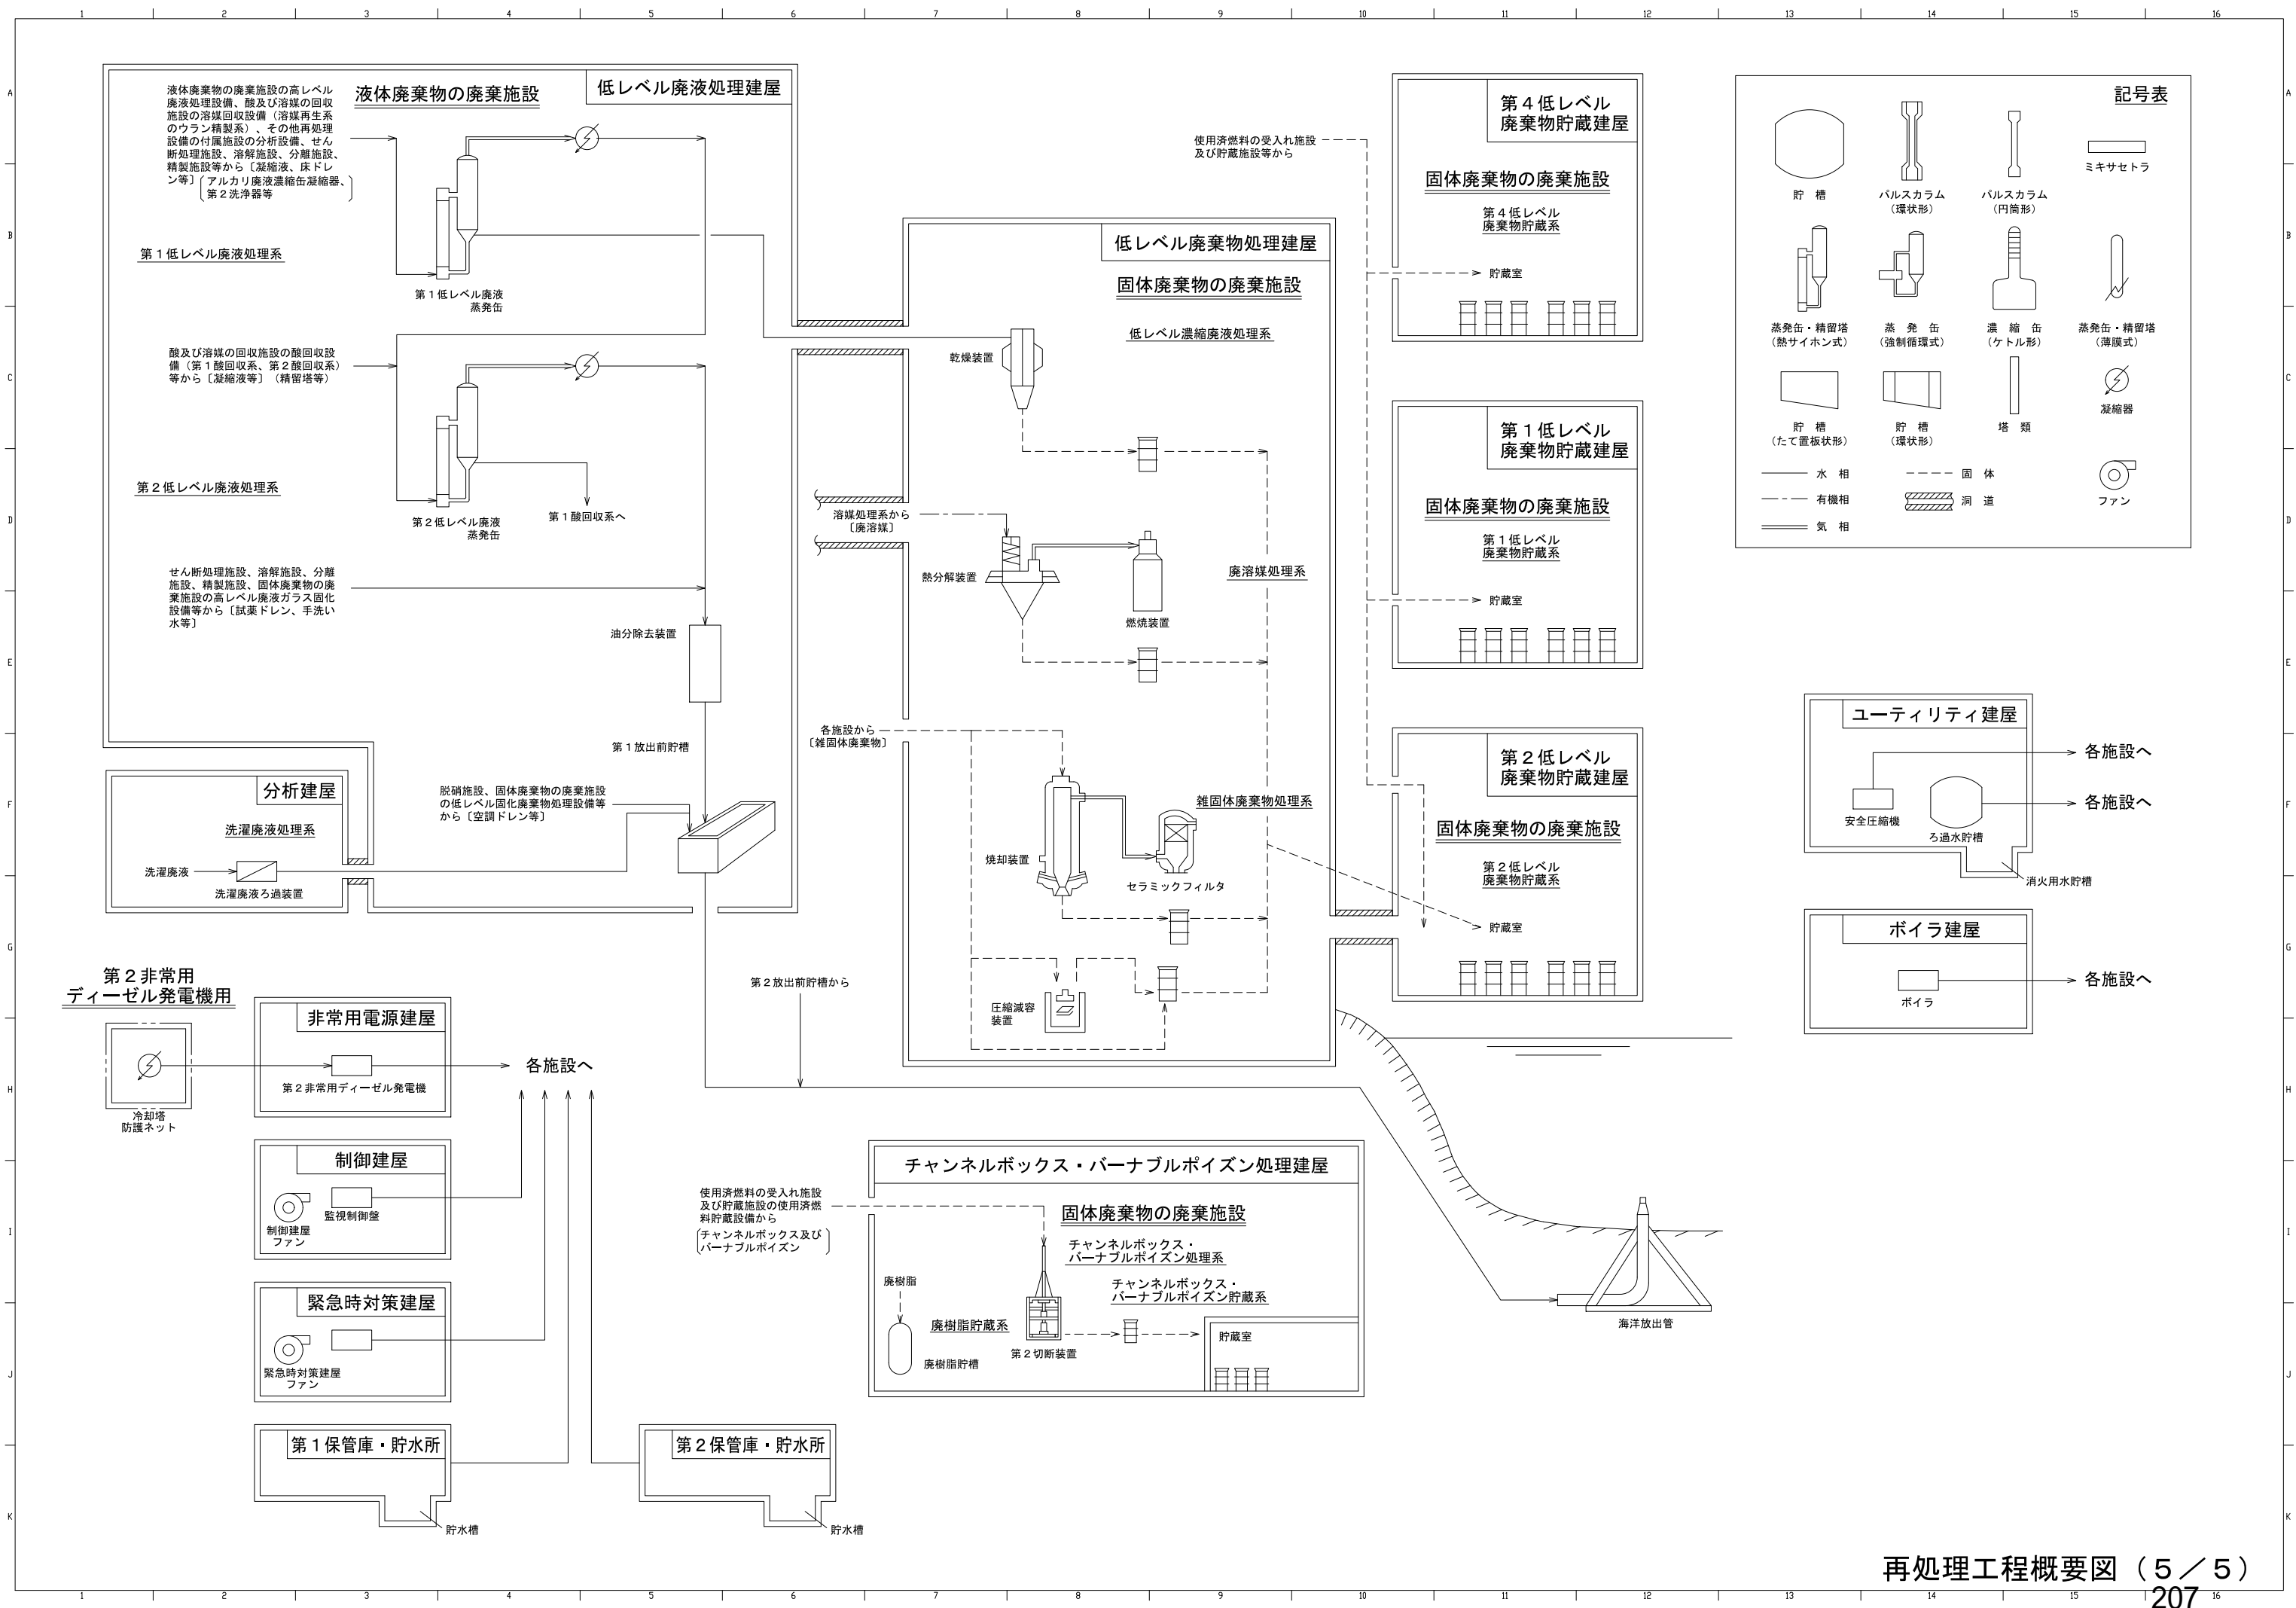 1 2 3 4 5 6 7 8 9 10 11 12 13 14 15 16
A B C D E F G H I J K
低レベル廃液処理建屋
液体廃棄物の廃棄施設
液体廃棄物の廃棄施設の高レベル
廃液処理設備、酸及び溶媒の回収
施設の溶媒回収設備（溶媒再生系
のウラン精製系）、その他再処理
設備の付属施設の分析設備、せん
断処理施設、溶解施設、分離施設、
精製施設等から〔凝縮液、床ドレ
ン等〕〔アルカリ廃液濃縮缶凝縮器、
第２洗浄器等〕
第１低レベル廃液処理系
第１低レベル廃液
蒸発缶
酸及び溶媒の回収施設の酸回収設
備（第１酸回収系、第２酸回収系）
等から〔凝縮液等〕（精留塔等）
第２低レベル廃液処理系
第２低レベル廃液
蒸発缶
第１酸回収系へ
せん断処理施設、溶解施設、分離
施設、精製施設、固体廃棄物の廃
棄施設の高レベル廃液ガラス固化
設備等から〔試薬ドレン、手洗い
水等〕
油分除去装置
第１放出前貯槽
脱硝施設、固体廃棄物の廃棄施設
の低レベル固化廃棄物処理設備等
から〔空調ドレン等〕
分析建屋
洗濯廃液処理系
洗濯廃液
洗濯廃液ろ過装置
第２放出前貯槽から
低レベル廃棄物処理建屋
固体廃棄物の廃棄施設
低レベル濃縮廃液処理系
乾燥装置
溶媒処理系から
〔廃溶媒〕
熱分解装置
燃焼装置
廃溶媒処理系
各施設から
〔雑固体廃棄物〕
雑固体廃棄物処理系
焼却装置
セラミックフィルタ
圧縮減容
装置
使用済燃料の受入れ施設
及び貯蔵施設等から
第４低レベル
廃棄物貯蔵建屋
固体廃棄物の廃棄施設
第４低レベル
廃棄物貯蔵系
貯蔵室
第１低レベル
廃棄物貯蔵建屋
固体廃棄物の廃棄施設
第１低レベル
廃棄物貯蔵系
貯蔵室
第２低レベル
廃棄物貯蔵建屋
固体廃棄物の廃棄施設
第２低レベル
廃棄物貯蔵系
貯蔵室
記号表
貯　槽
パルスカラム
（環状形）
パルスカラム
（円筒形）
ミキサセトラ
蒸発缶・精留塔
（熱サイホン式）
蒸　発　缶
（強制循環式）
濃　縮　缶
（ケトル形）
蒸発缶・精留塔
（薄膜式）
貯　槽
（たて置板状形）
貯　槽
（環状形）
塔　類
凝縮器
水　相
有機相
気　相
固　体
洞　道
ファン
ユーティリティ建屋
各施設へ
安全圧縮機
各施設へ
ろ過水貯槽
消火用水貯槽
ボイラ建屋
ボイラ
各施設へ
第２非常用
ディーゼル発電機用
冷却塔
防護ネット
非常用電源建屋
第２非常用ディーゼル発電機
各施設へ
制御建屋
監視制御盤
制御建屋
ファン
緊急時対策建屋
緊急時対策建屋
ファン
第１保管庫・貯水所
貯水槽
第２保管庫・貯水所
貯水槽
チャンネルボックス・バーナブルポイズン処理建屋
使用済燃料の受入れ施設
及び貯蔵施設の使用済燃
料貯蔵設備から
〔チャンネルボックス及び
バーナブルポイズン〕
固体廃棄物の廃棄施設
チャンネルボックス・
バーナブルポイズン処理系
チャンネルボックス・
バーナブルポイズン貯蔵系
廃樹脂
廃樹脂貯蔵系
廃樹脂貯槽
第２切断装置
貯蔵室
海洋放出管
再処理工程概要図（５／５）
207
1 2 3 4 5 6 7 8 9 10 11 12 13 14 15 16
A B C D E F G H I J K